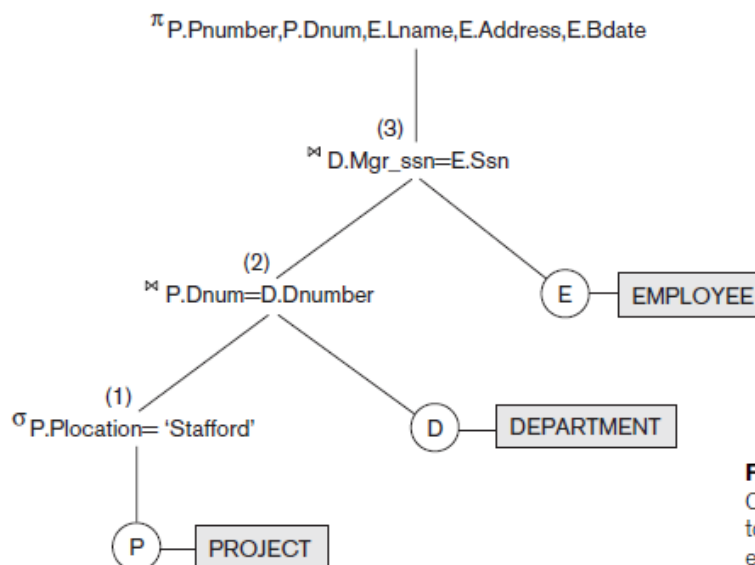 π P.Pnumber,P.Dnum,E.Lname,E.Address,E.Bdate
(3)
⋈ D.Mgr_ssn=E.Ssn
(2)
⋈ P.Dnum=D.Dnumber
E
EMPLOYEE
(1)
σ P.Plocation= ‘Stafford’
D
DEPARTMENT
P
PROJECT